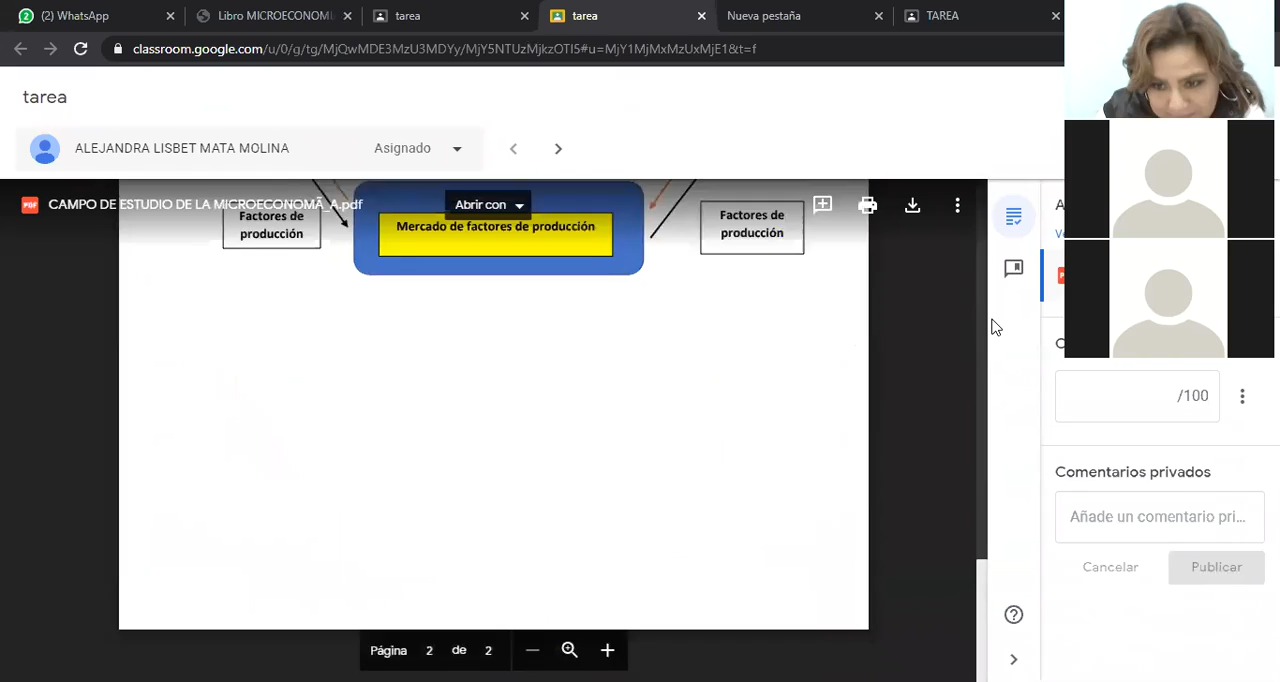 (2) WhatsApp
Libro MICROECONOMI
tarea
tarea
Nueva pestaña
TAREA
classroom.google.com/u/0/g/tg/MjQwMDE3MzU3MDYy/MjY5NTUzMjkzOTI5#u=MjY1MjMxMzUxMjE1&t=f
tarea
ALEJANDRA LISBET MATA MOLINA
Asignado
CAMPO DE ESTUDIO DE LA MICROECONOMÃ_A.pdf
Abrir con
Factores de
producción
Mercado de factores de producción
Factores de
producción
/100
Comentarios privados
Añade un comentario pri...
Cancelar
Publicar
Página 2 de 2